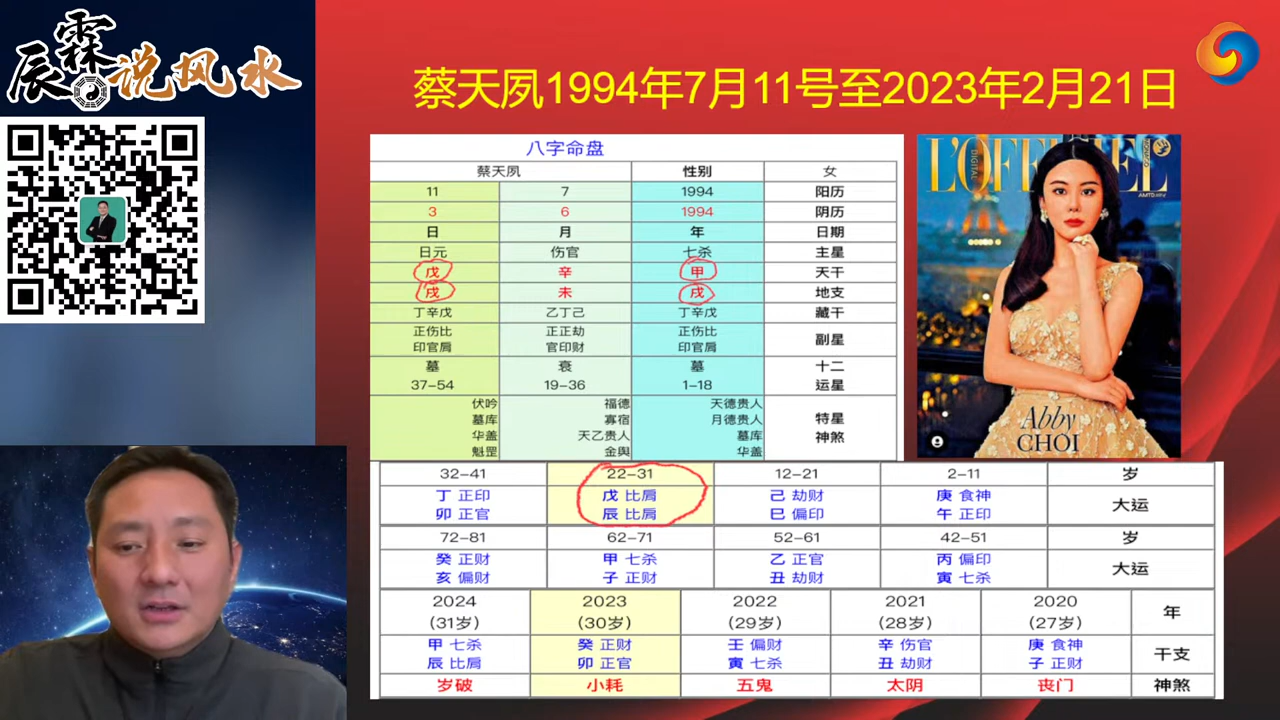 辰霖说风水
蔡天夙1994年7月11号至2023年2月21日
八字命盘
蔡天夙 性别 女
11 7 1994 阳历
3 6 1994 阴历
日 月 年 日期
日元 伤官 七杀 主星
戊 辛 甲 天干
戌 未 戌 地支
丁辛戊 乙丁己 丁辛戊 藏干
正伤比 正正劫 正伤比 副星
印官肩 官印财 印官肩
墓 衰 墓 十二
37-54 19-36 1-18 运星
伏吟 福德 天德贵人 特星
墓库 寡宿 月德贵人 神煞
华盖 天乙贵人 墓库
魁罡 金舆 华盖
32-41 22-31 12-21 2-11 岁
丁 正印 戊 比肩 己 劫财 庚 食神 大运
卯 正官 辰 比肩 巳 偏印 午 正印
72-81 62-71 52-61 42-51 岁
癸 正财 甲 七杀 乙 正官 丙 偏印 大运
亥 偏财 子 正财 丑 劫财 寅 七杀
2024 2023 2022 2021 2020 年
(31岁) (30岁) (29岁) (28岁) (27岁)
甲 七杀 癸 正财 壬 偏财 辛 伤官 庚 食神 干支
辰 比肩 卯 正官 寅 七杀 丑 劫财 子 正财
岁破 小耗 五鬼 太阴 丧门 神煞
L'OFFICIEL
DIGITAL
Abby
CHOI